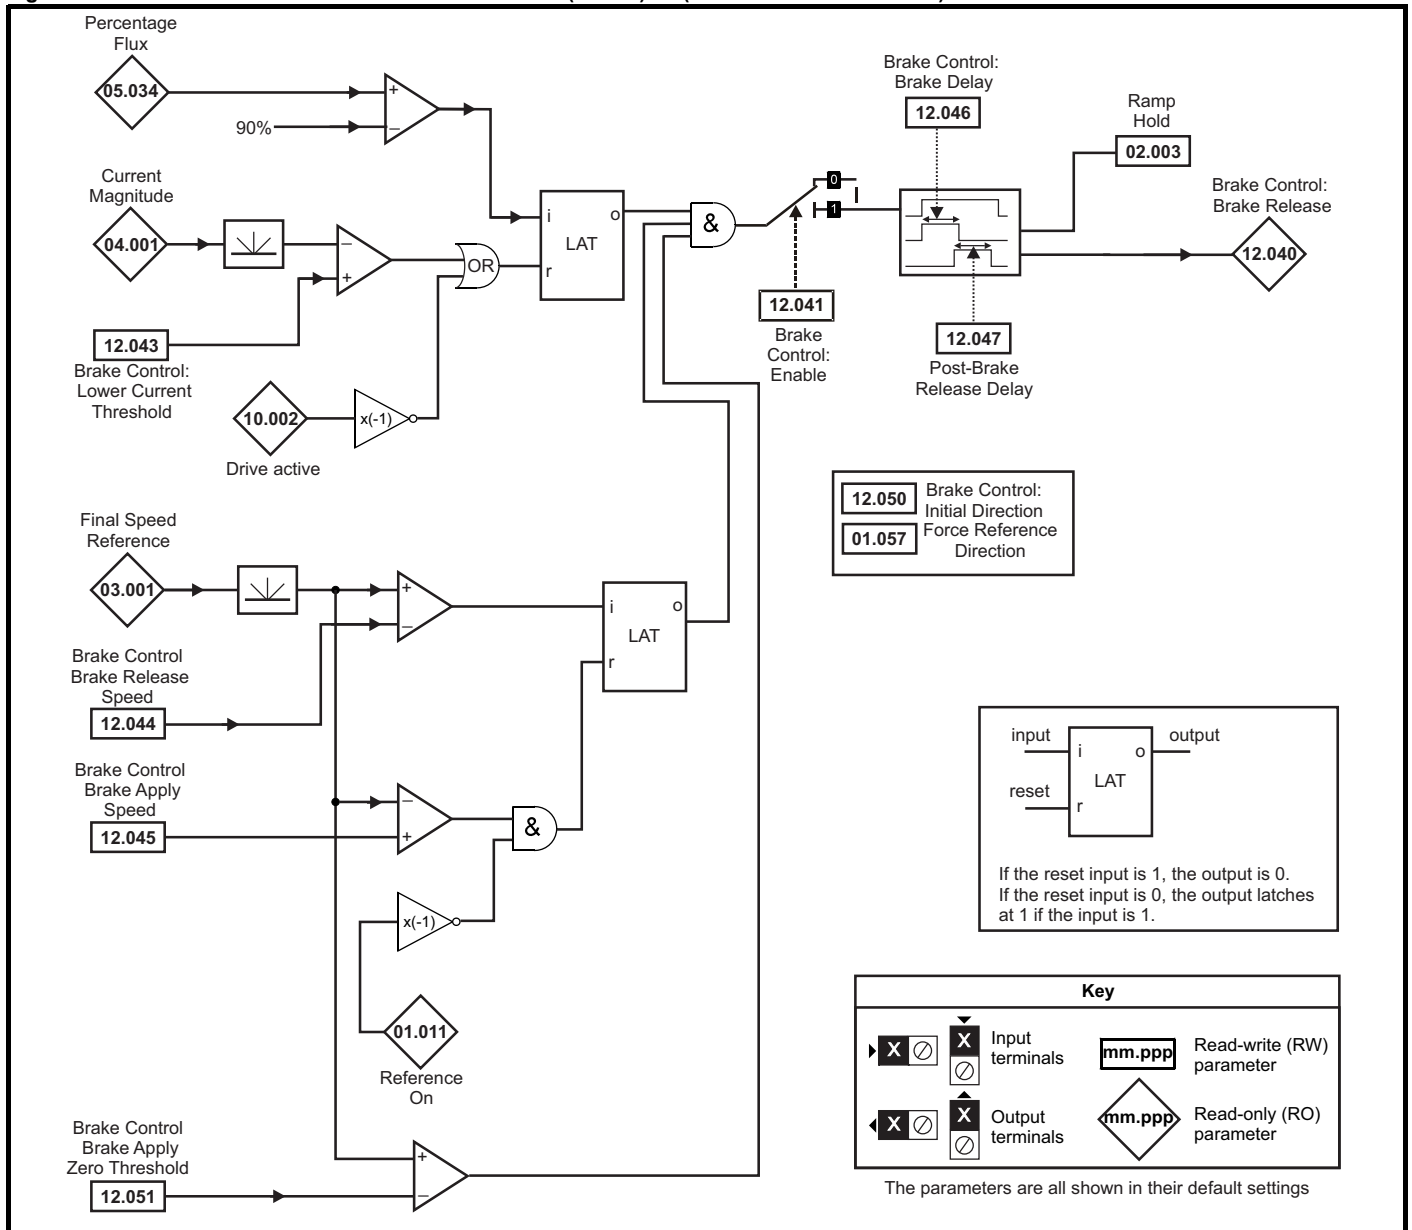 Percentage
Flux
05.034
+
90%
–
Current
Magnitude
04.001
–
+
OR
12.043
Brake Control:
Lower Current
Threshold
10.002
x(-1)
Drive active
i
o
LAT
r
&
0
1
12.041
Brake
Control:
Enable
Brake Control:
Brake Delay
12.046
Ramp
Hold
02.003
Brake Control:
Brake Release
12.040
12.047
Post-Brake
Release Delay
12.050
Brake Control:
Initial Direction
01.057
Force Reference
Direction
Final Speed
Reference
03.001
+
–
Brake Control
Brake Release
Speed
12.044
i
o
LAT
r
Brake Control
Brake Apply
Speed
12.045
–
+
&
x(-1)
01.011
Reference
On
Brake Control
Brake Apply
Zero Threshold
12.051
+
–
input
output
i
o
LAT
reset
r
If the reset input is 1, the output is 0.
If the reset input is 0, the output latches
at 1 if the input is 1.
Key
X
X
Input
terminals
mm.ppp
Read-write (RW)
parameter
X
X
Output
terminals
mm.ppp
Read-only (RO)
parameter
The parameters are all shown in their default settings